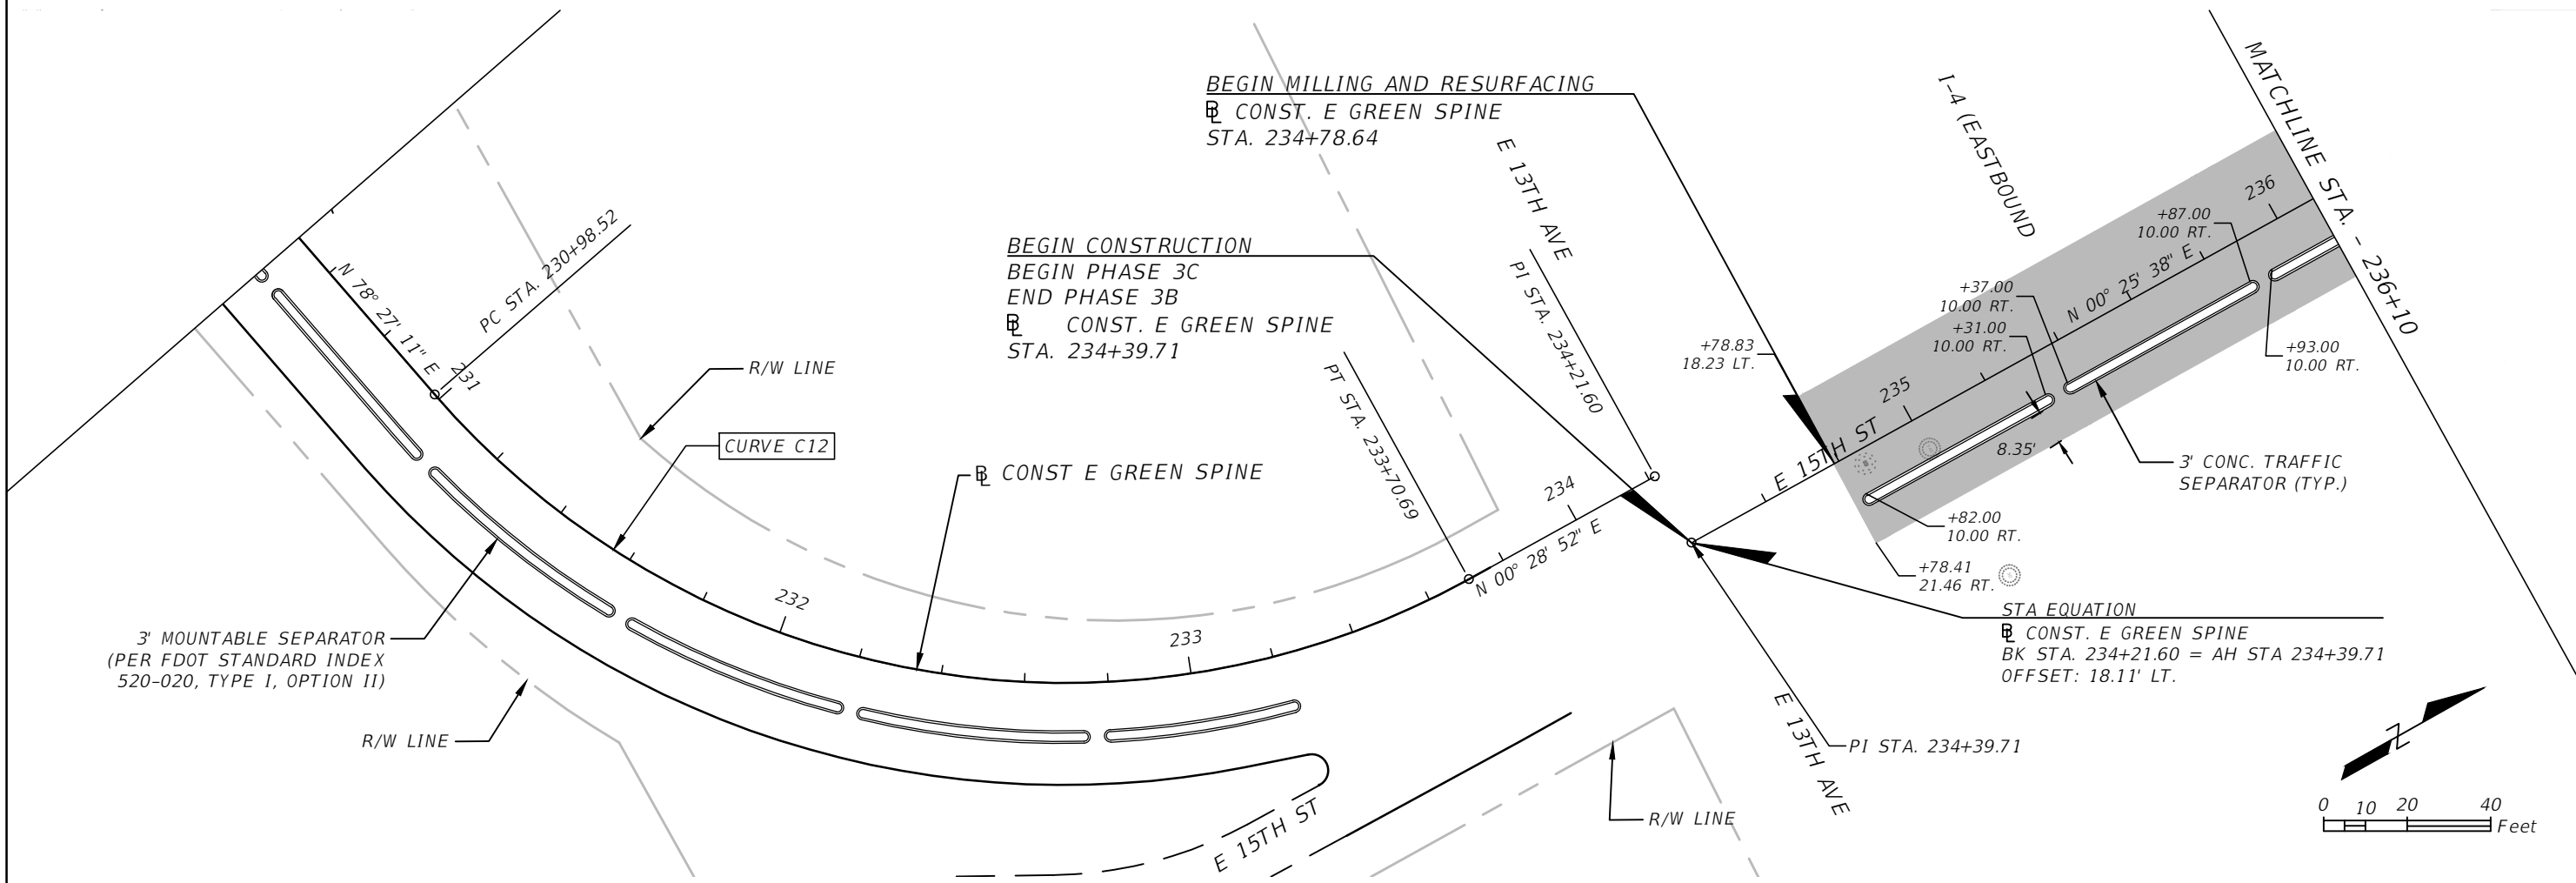 BEGIN MILLING AND RESURFACING
BL CONST. E GREEN SPINE
STA. 234+78.64
E 13TH AVE
I-4 (EASTBOUND
MATCHLINE STA. - 236+10
BEGIN CONSTRUCTION
BEGIN PHASE 3C
END PHASE 3B
BL CONST. E GREEN SPINE
STA. 234+39.71
PI STA. 234+21.60
PT STA. 233+70.69
PC STA. 230+98.52
N 78° 27' 11" E
231
R/W LINE
CURVE C12
BL CONST E GREEN SPINE
232
233
234
N 00° 28' 52" E
+78.83
18.23 LT.
E 15TH ST
235
+31.00
10.00 RT.
+37.00
10.00 RT.
N 00° 25' 38" E
+87.00
10.00 RT.
236
+93.00
10.00 RT.
8.35'
3' CONC. TRAFFIC
SEPARATOR (TYP.)
+82.00
10.00 RT.
+78.41
21.46 RT.
STA EQUATION
BL CONST. E GREEN SPINE
BK STA. 234+21.60 = AH STA 234+39.71
OFFSET: 18.11' LT.
3' MOUNTABLE SEPARATOR
(PER FDOT STANDARD INDEX
520-020, TYPE I, OPTION II)
R/W LINE
E 15TH ST
R/W LINE
E 13TH AVE
PI STA. 234+39.71
N
0 10 20 40
Feet